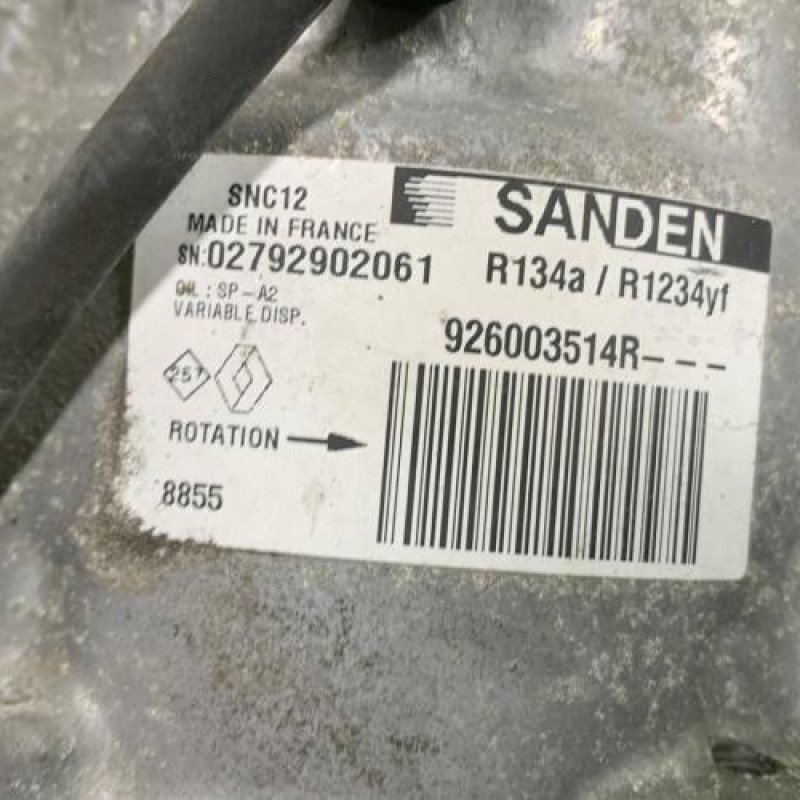 SNC12
SANDEN
MADE IN FRANCE
SN:02792902061
R134a / R1234yf
OIL : SP-A2
VARIABLE DISP.
926003514R---
257
ROTATION
8855